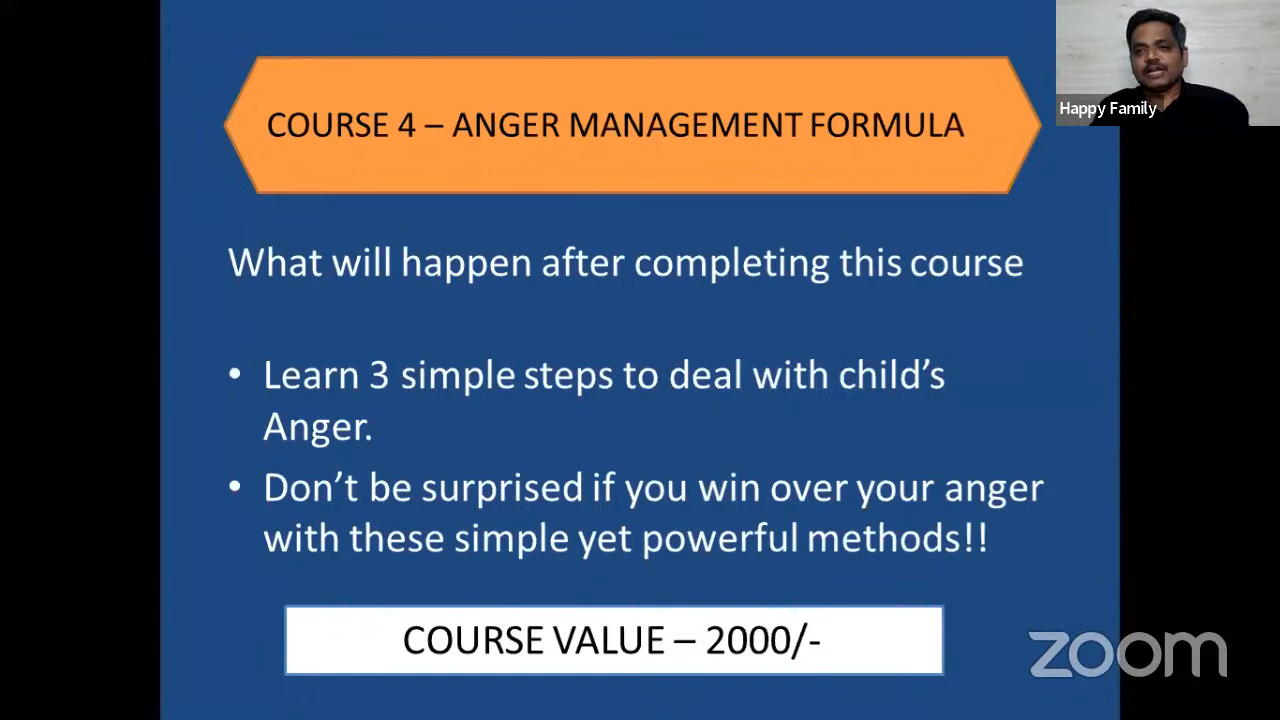 COURSE 4 – ANGER MANAGEMENT FORMULA
Happy Family
What will happen after completing this course
• Learn 3 simple steps to deal with child’s
Anger.
• Don’t be surprised if you win over your anger
with these simple yet powerful methods!!
COURSE VALUE – 2000/-
zoom